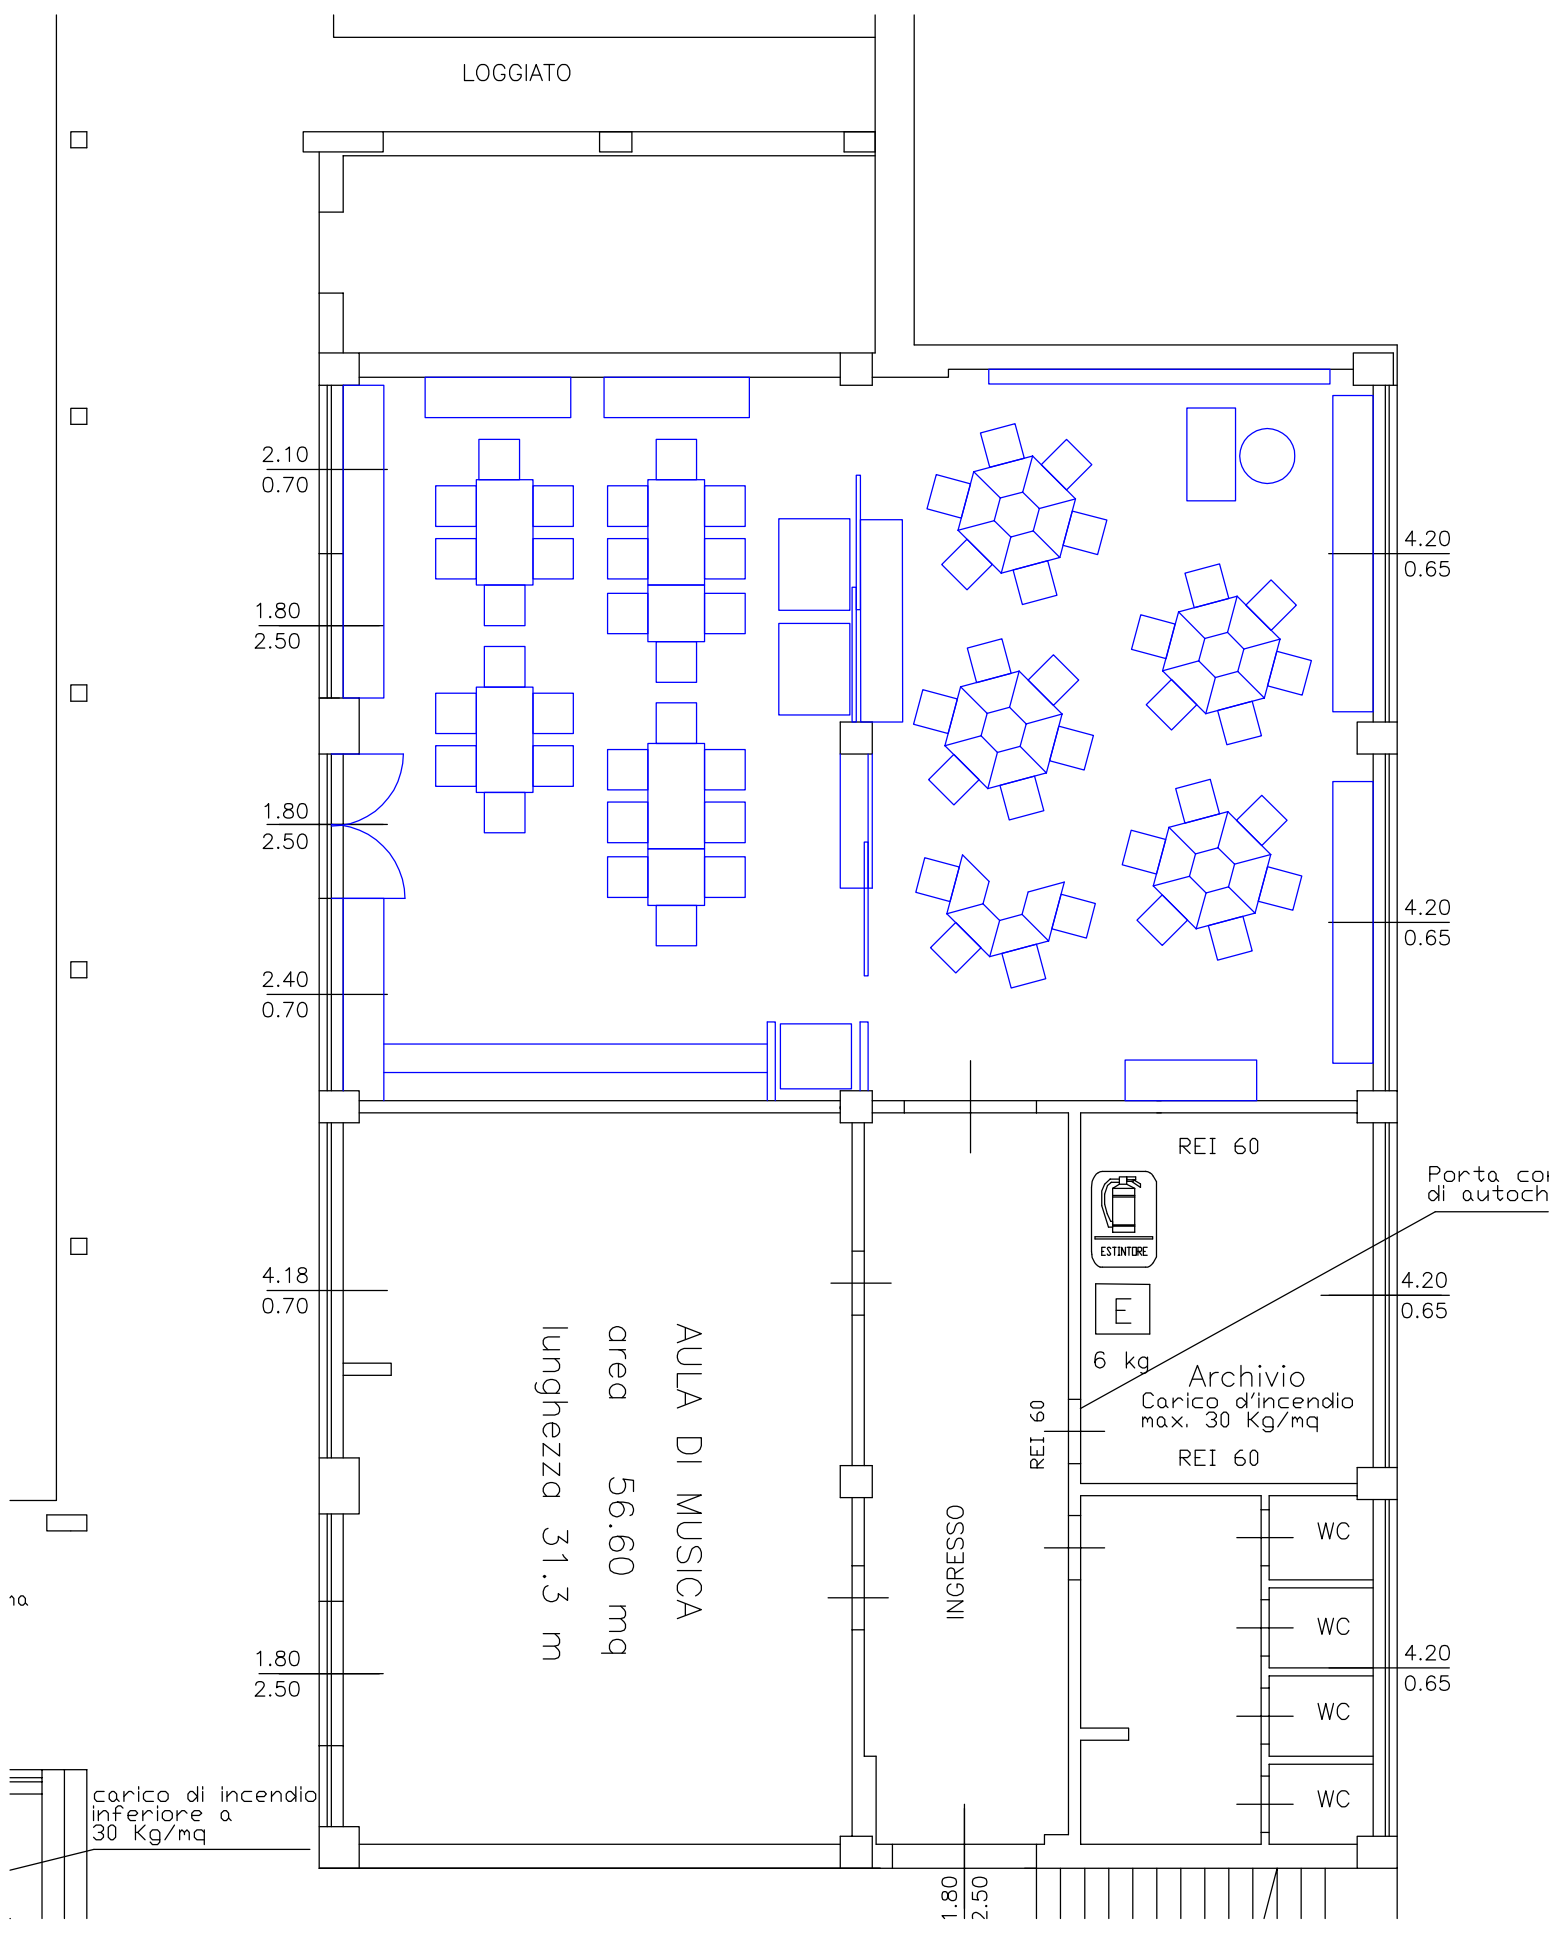 LOGGIATO
2.10
0.70
1.80
2.50
1.80
2.50
2.40
0.70
4.20
0.65
4.20
0.65
REI 60
ESTINTORE
E
6 kg
Archivio
Carico d'incendio
max. 30 Kg/mq
REI 60
REI 60
Porta
di
4.18
0.70
4.20
0.65
AULA DI MUSICA
area 56.60 mq
lunghezza 31.3 m
INGRESSO
WC
WC
WC
WC
1.80
2.50
4.20
0.65
carico di incendio
inferiore a
30 Kg/mq
1.80
2.50